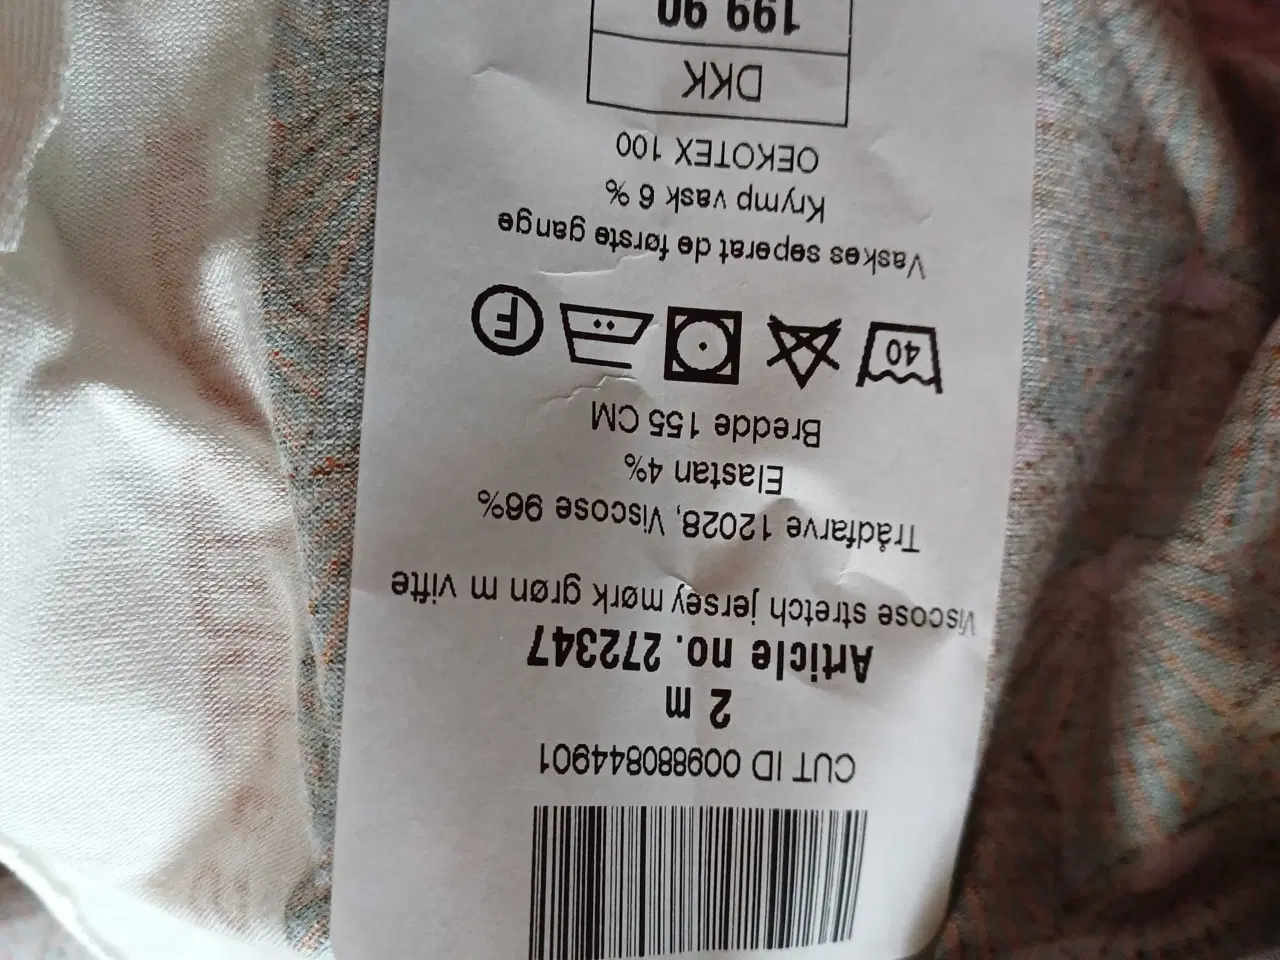 CUT ID 009880844901
2 m
Article no. 272347
Viscose stretch jersey mørk grøn m vifte
Trådfarve 12028, Viscose 96%
Elastan 4%
Bredde 155 CM
40 F
Vaskes seperat de første gange
Krymp vask 6 %
OEKOTEX 100
DKK
199 90